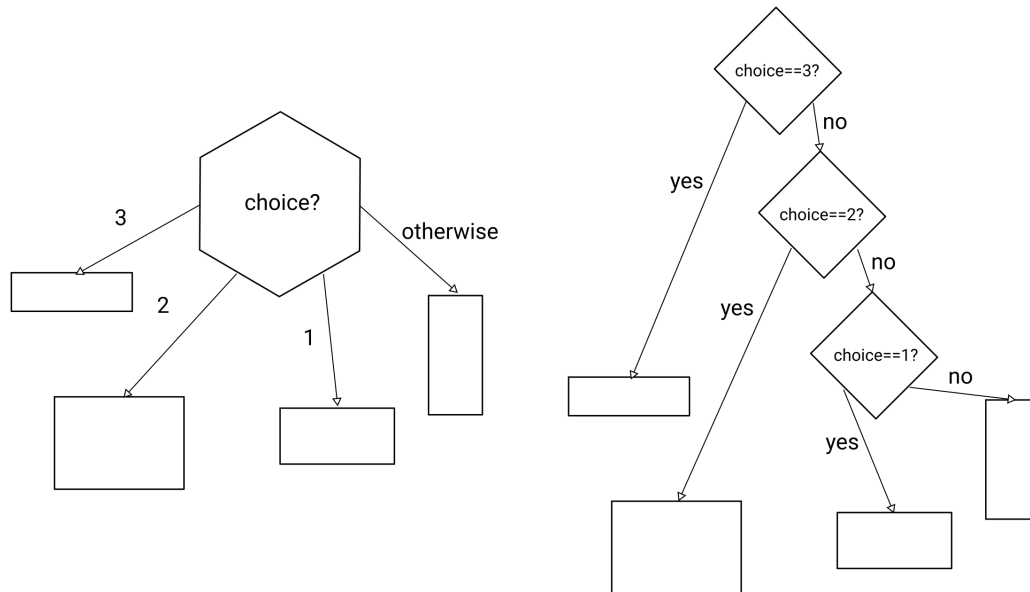 choice?
3
otherwise
2
1
choice==3?
no
yes
choice==2?
no
yes
choice==1?
no
yes